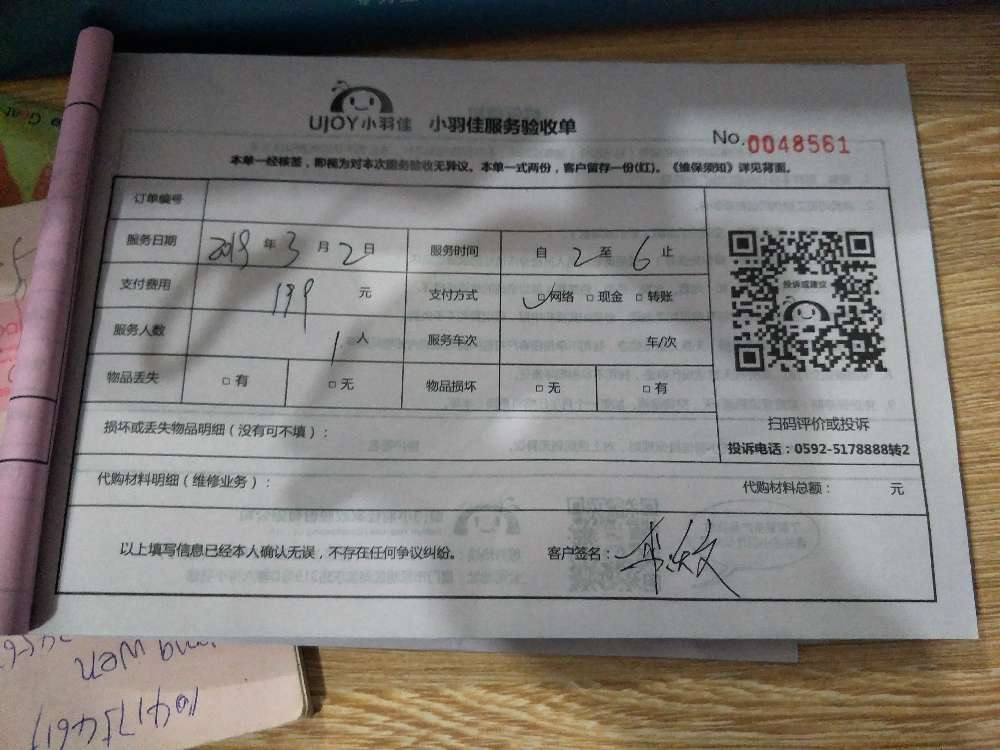 UJOY小羽佳 小羽佳服务验收单
No.0048561
本单一经核签，即视为对本次服务验收无异议。本单一式两份，客户留存一份(红)。《维保须知》详见背面。
订单编号
服务日期 2019 年 3 月 2 日 服务时间 自 2 至 6 止
支付费用 199 元 支付方式 ☑网络 □现金 □转账
服务人数 1 人 服务车次 车/次
物品丢失 □有 □无 物品损坏 □无 □有
投诉或建议
扫码评价或投诉
投诉电话：0592-5178888转2
损坏或丢失物品明细（没有可不填）：
代购材料明细（维修业务）： 代购材料总额： 元
以上填写信息已经本人确认无误，不存在任何争议纠纷。 客户签名：